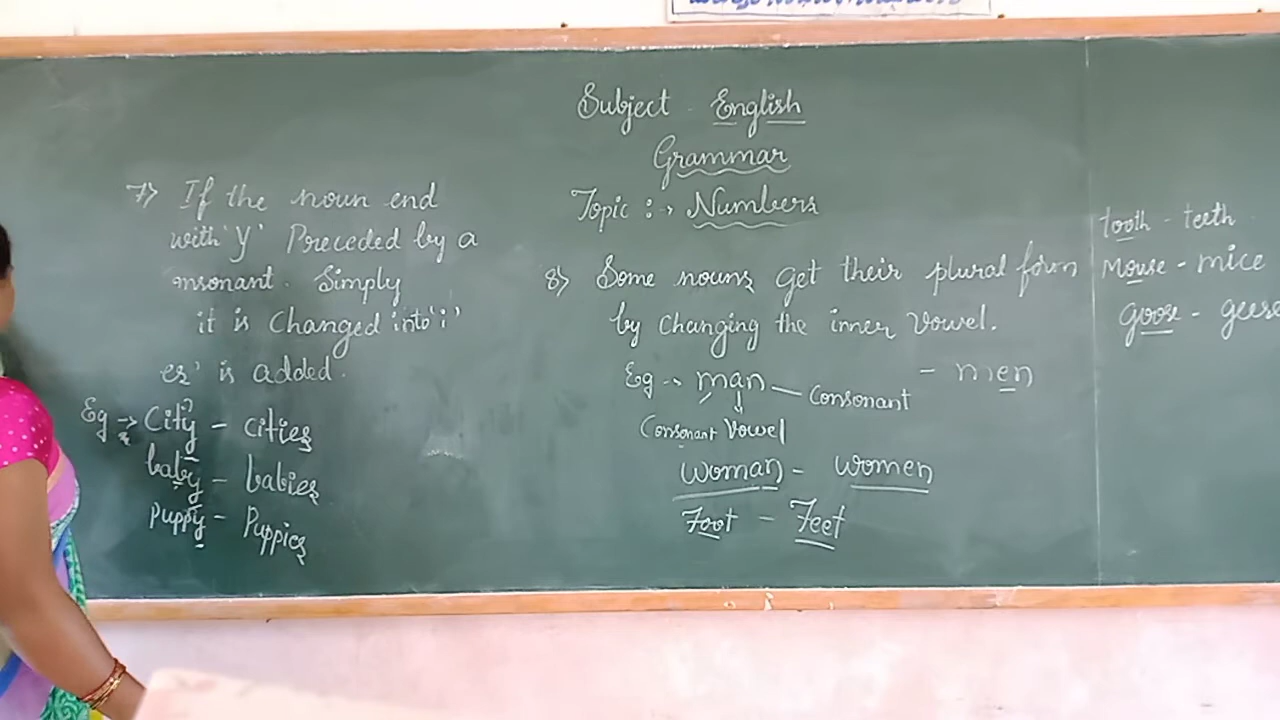 Subject - English
Grammar
Topic :→ Numbers
7) If the noun end
with 'y' Preceded by a
onsonant. Simply
it is changed into 'i'
es' is added.
Eg → City - cities
baby - babies
puppy - Puppies
8) Some nouns get their plural form
by changing the inner vowel.
Eg → man — Consonant - men
Consonant Vowel
woman - women
Foot - Feet
tooth - teeth
Mouse - mice
goose - geese